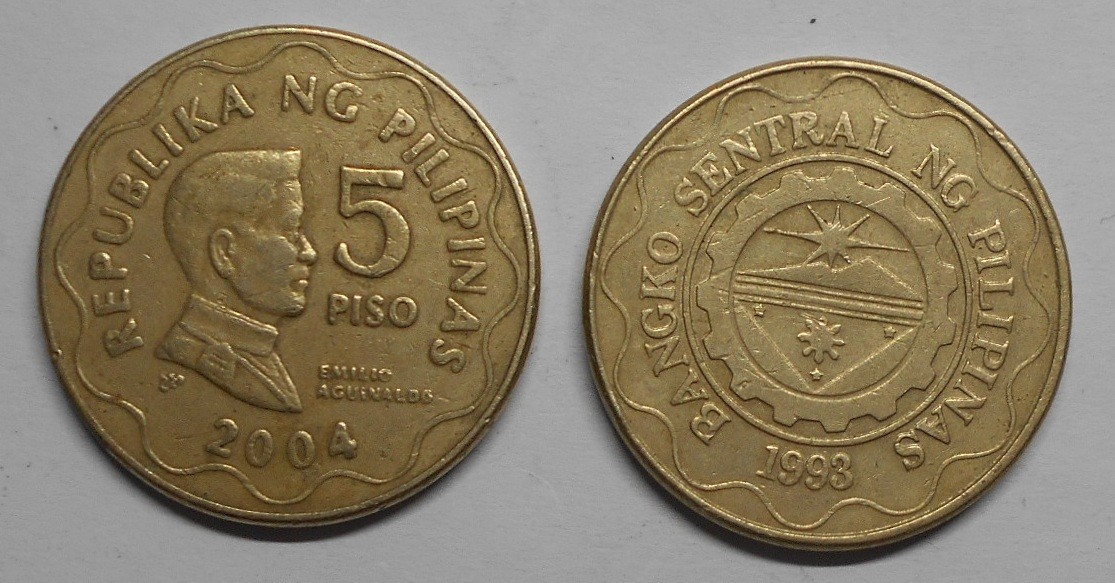 REPUBLIKA NG PILIPINAS
5
PISO
EMILIO
AGUINALDO
2004
BANGKO SENTRAL NG PILIPINAS
1993